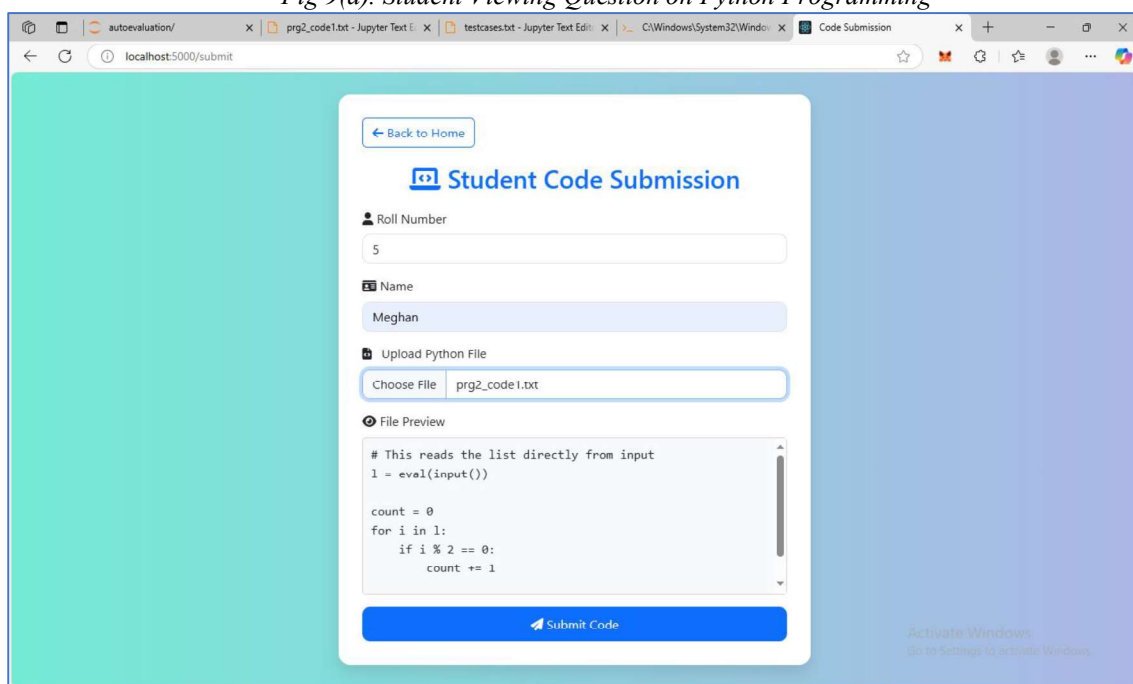 Fig 9(a): Student Viewing Question on Python Programming
autoevaluation/
prg2_code1.txt - Jupyter Text E
testcases.txt - Jupyter Text Edit
C:\Windows\System32\Window
Code Submission
localhost:5000/submit
Back to Home
Student Code Submission
Roll Number
5
Name
Meghan
Upload Python File
Choose File prg2_code1.txt
File Preview
# This reads the list directly from input
l = eval(input())
count = 0
for i in l:
    if i % 2 == 0:
        count += 1
Submit Code
Activate Windows
Go to Settings to activate Windows.